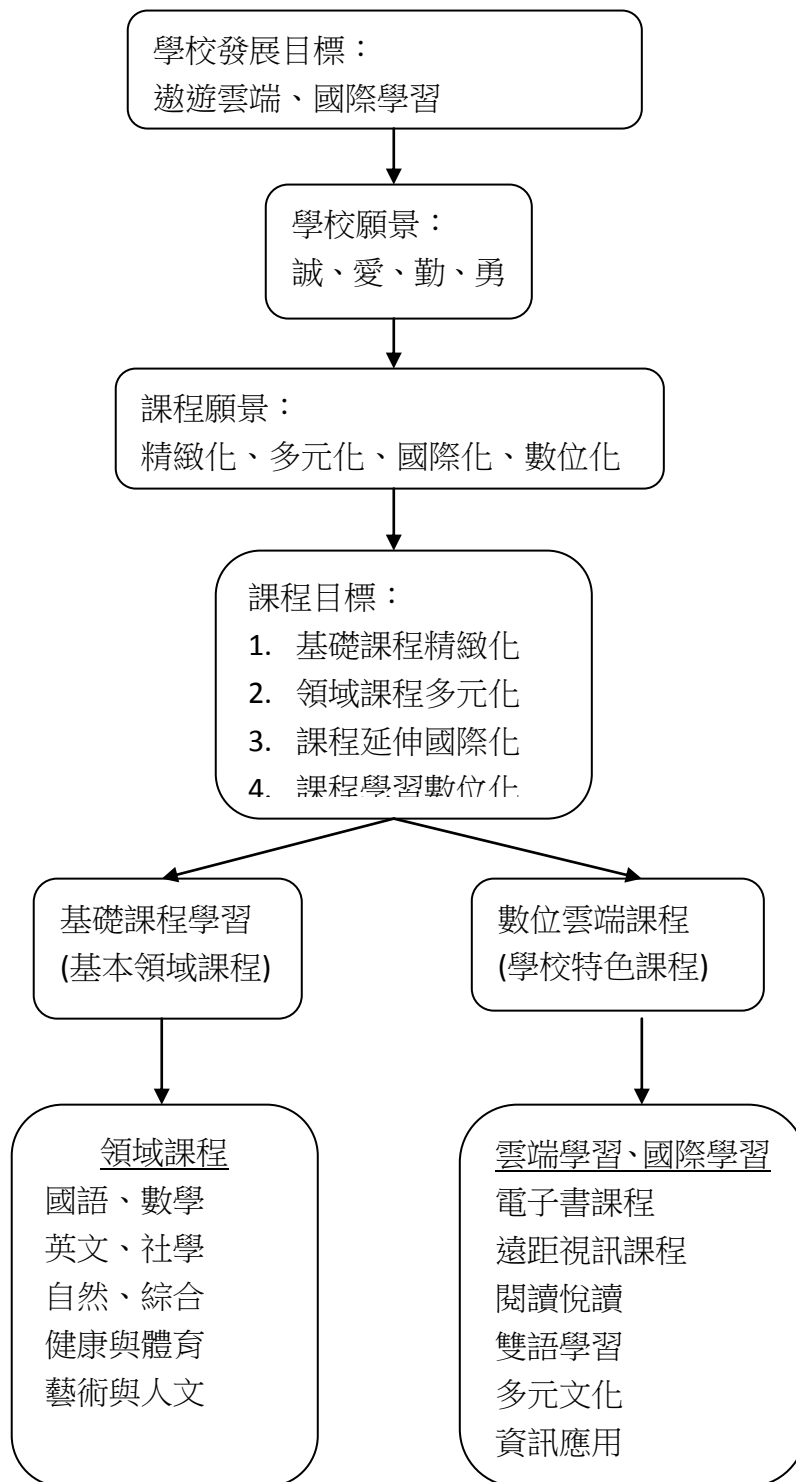 學校發展目標：
遨遊雲端、國際學習
學校願景：
誠、愛、勤、勇
課程願景：
精緻化、多元化、國際化、數位化
課程目標：
1. 基礎課程精緻化
2. 領域課程多元化
3. 課程延伸國際化
4. 課程學習數位化
基礎課程學習
(基本領域課程)
數位雲端課程
(學校特色課程)
領域課程
國語、數學
英文、社學
自然、綜合
健康與體育
藝術與人文
雲端學習、國際學習
電子書課程
遠距視訊課程
閱讀悅讀
雙語學習
多元文化
資訊應用